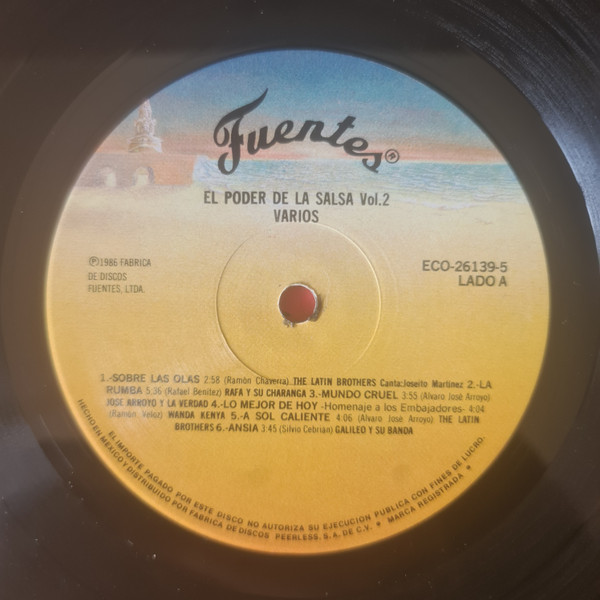 Fuentes®
EL PODER DE LA SALSA Vol.2
VARIOS
℗1986 FABRICA
DE DISCOS
FUENTES, LTDA.
ECO-26139-5
LADO A
1.-SOBRE LAS OLAS 2:58 (Ramón Chaverra)..THE LATIN BROTHERS Canta:Joseito Martinez 2.-LA
RUMBA 5:36 (Rafael Benitez) RAFA Y SU CHARANGA 3.-MUNDO CRUEL 3:55 (Alvaro José Arroyo)
JOSE ARROYO Y LA VERDAD 4.-LO MEJOR DE HOY -Homenaje a los Embajadores- 4:04
(Ramón Veloz) WANDA KENYA 5.-A SOL CALIENTE 4:06 (Alvaro José Arroyo) THE LATIN
BROTHERS 6.-ANSIA 3:45 (Silvio Cebrián) GALILEO Y SU BANDA
EL IMPORTE PAGADO POR ESTE DISCO NO AUTORIZA SU EJECUCION PUBLICA CON FINES DE LUCRO.
HECHO EN MEXICO Y DISTRIBUIDO POR FABRICA DE DISCOS PEERLESS, S.A. DE C.V. * MARCA REGISTRADA *